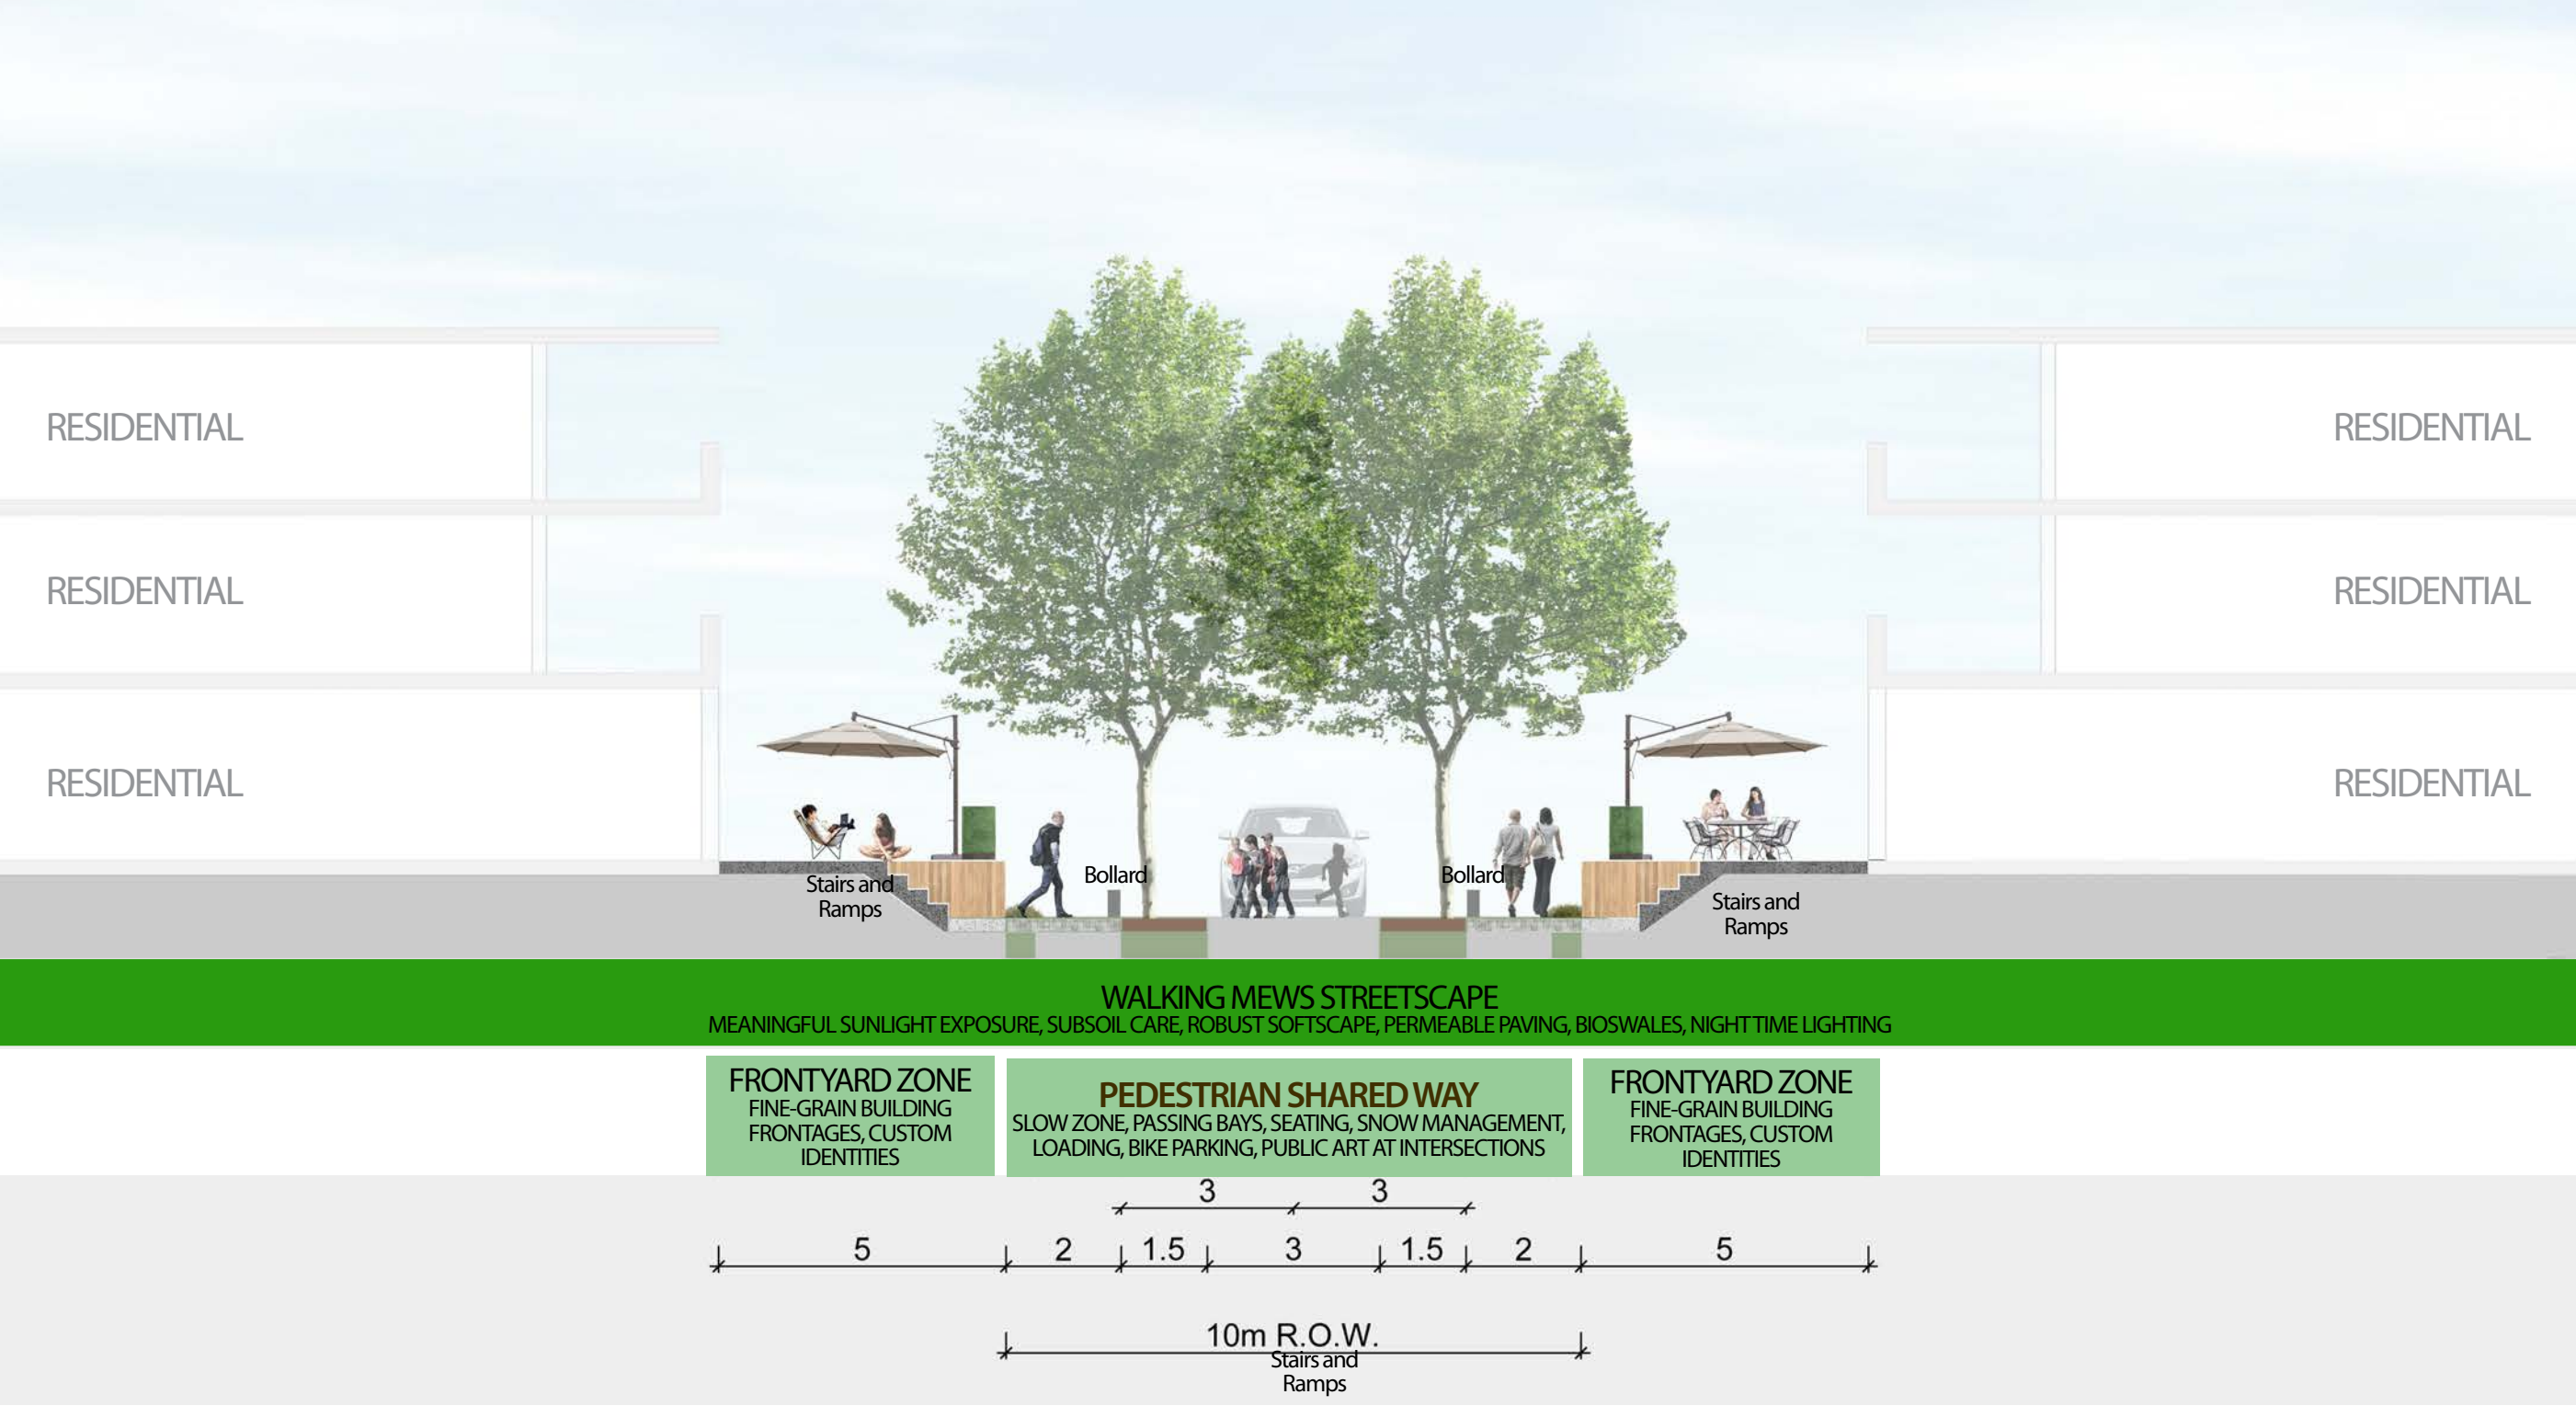 RESIDENTIAL
RESIDENTIAL
RESIDENTIAL
RESIDENTIAL
RESIDENTIAL
RESIDENTIAL
Stairs and
Ramps
Bollard
Bollard
Stairs and
Ramps
WALKING MEWS STREETSCAPE
MEANINGFUL SUNLIGHT EXPOSURE, SUBSOIL CARE, ROBUST SOFTSCAPE, PERMEABLE PAVING, BIOSWALES, NIGHT TIME LIGHTING
FRONTYARD ZONE
FINE-GRAIN BUILDING
FRONTAGES, CUSTOM
IDENTITIES
PEDESTRIAN SHARED WAY
SLOW ZONE, PASSING BAYS, SEATING, SNOW MANAGEMENT,
LOADING, BIKE PARKING, PUBLIC ART AT INTERSECTIONS
FRONTYARD ZONE
FINE-GRAIN BUILDING
FRONTAGES, CUSTOM
IDENTITIES
3 3
5 2 1.5 3 1.5 2 5
10m R.O.W.
Stairs and
Ramps